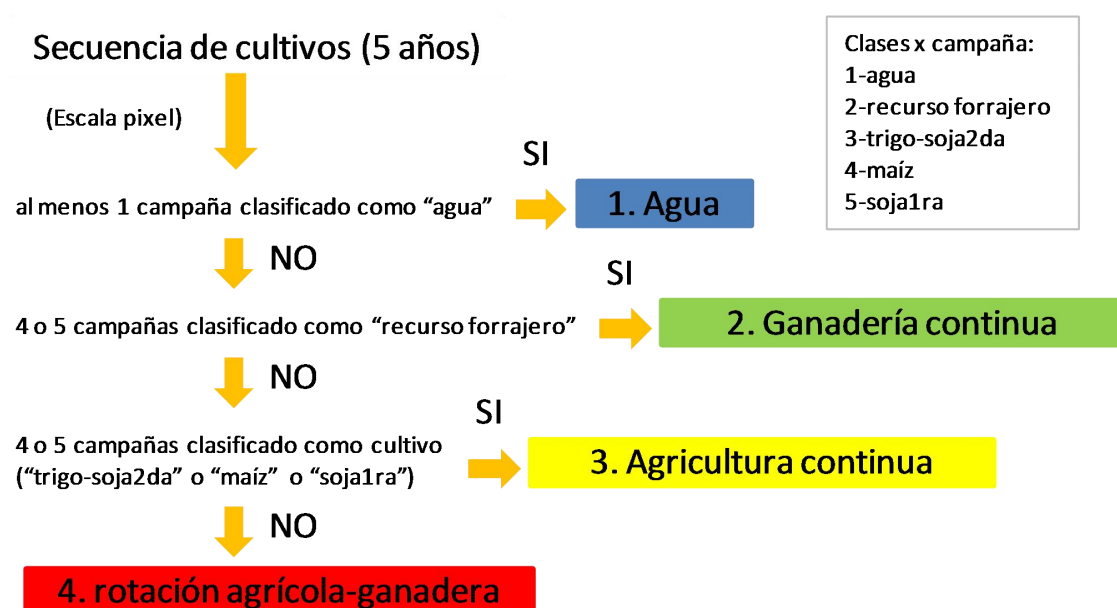 Secuencia de cultivos (5 años)
(Escala pixel)
Clases x campaña:
1-agua
2-recurso forrajero
3-trigo-soja2da
4-maíz
5-soja1ra
SI
al menos 1 campaña clasificado como “agua”
1. Agua
NO
SI
4 o 5 campañas clasificado como “recurso forrajero”
2. Ganadería continua
NO
SI
4 o 5 campañas clasificado como cultivo
(“trigo-soja2da” o “maíz” o “soja1ra”)
3. Agricultura continua
NO
4. rotación agrícola-ganadera